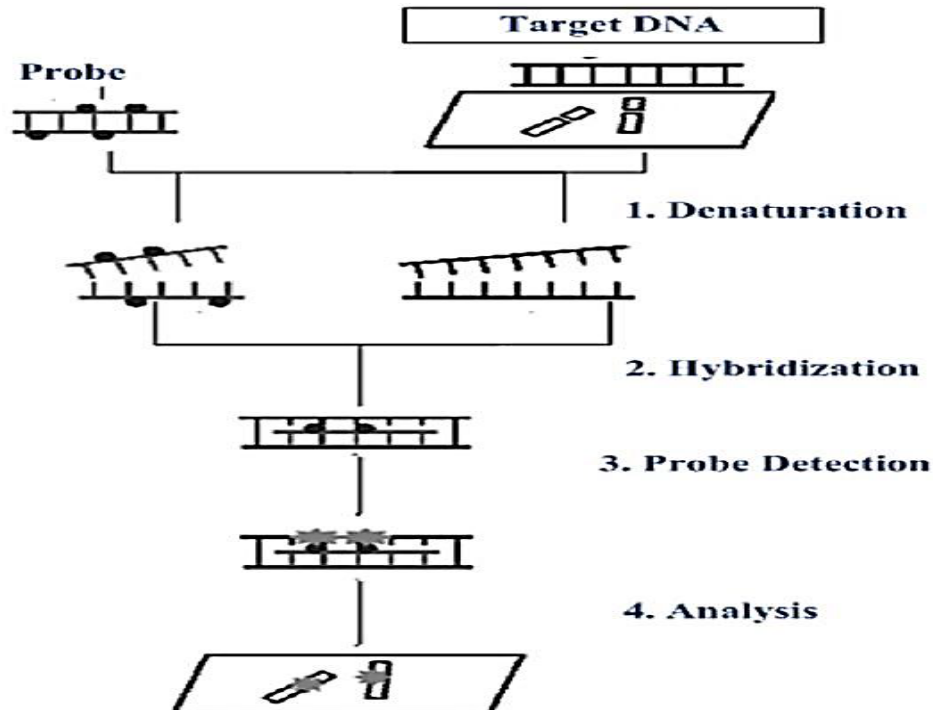 Target DNA
Probe
1. Denaturation
2. Hybridization
3. Probe Detection
4. Analysis